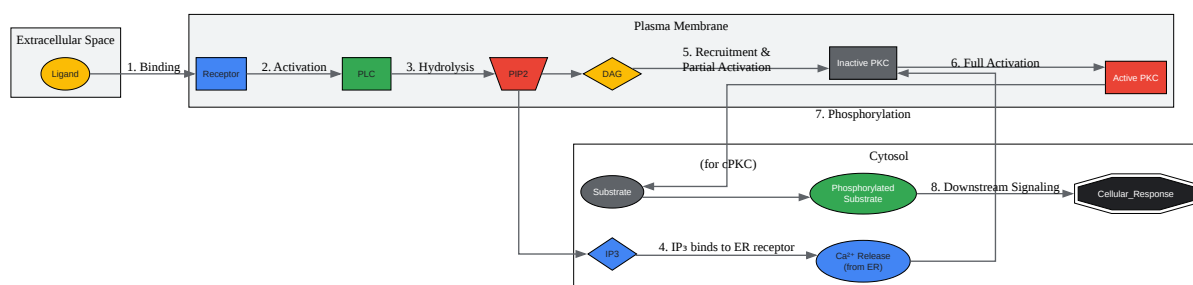 Extracellular Space
Plasma Membrane
Ligand
1. Binding
Receptor
2. Activation
PLC
3. Hydrolysis
PIP2
DAG
5. Recruitment &
Partial Activation
Inactive PKC
6. Full Activation
Active PKC
7. Phosphorylation
Cytosol
(for cPKC)
Substrate
Phosphorylated
Substrate
8. Downstream Signaling
Cellular_Response
IP3
4. IP₃ binds to ER receptor
Ca²⁺ Release
(from ER)